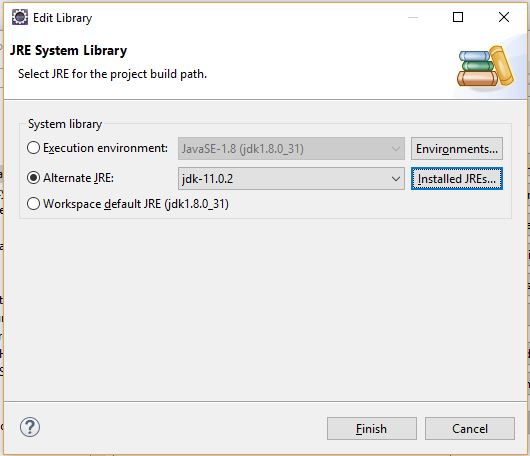 Edit Library
JRE System Library
Select JRE for the project build path.
System library
Execution environment: JavaSE-1.8 (jdk1.8.0_31) Environments...
Alternate JRE: jdk-11.0.2 Installed JREs...
Workspace default JRE (jdk1.8.0_31)
? Finish Cancel